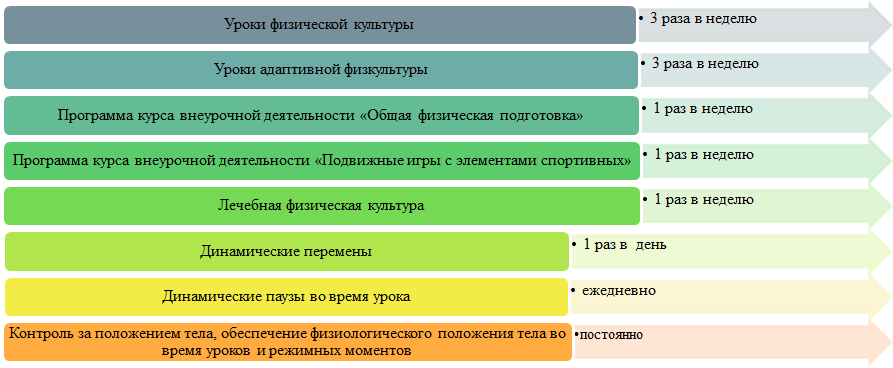 Уроки физической культуры
• 3 раза в неделю
Уроки адаптивной физкультуры
• 3 раза в неделю
Программа курса внеурочной деятельности «Общая физическая подготовка»
• 1 раз в неделю
Программа курса внеурочной деятельности «Подвижные игры с элементами спортивных»
• 1 раз в неделю
Лечебная физическая культура
• 1 раз в неделю
Динамические перемены
• 1 раз в день
Динамические паузы во время урока
• ежедневно
Контроль за положением тела, обеспечение физиологического положения тела во
время уроков и режимных моментов
•постоянно